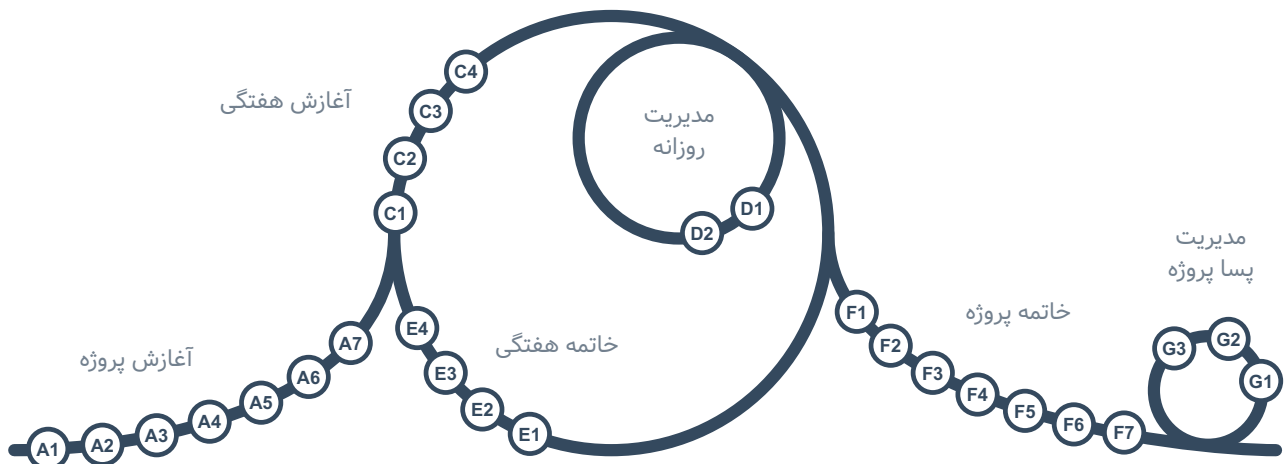 آغازش پروژه
A1
A2
A3
A4
A5
A6
A7
آغازش هفتگی
C1
C2
C3
C4
مدیریت
روزانه
D1
D2
خاتمه هفتگی
E1
E2
E3
E4
خاتمه پروژه
F1
F2
F3
F4
F5
F6
F7
مدیریت
پسا پروژه
G1
G2
G3